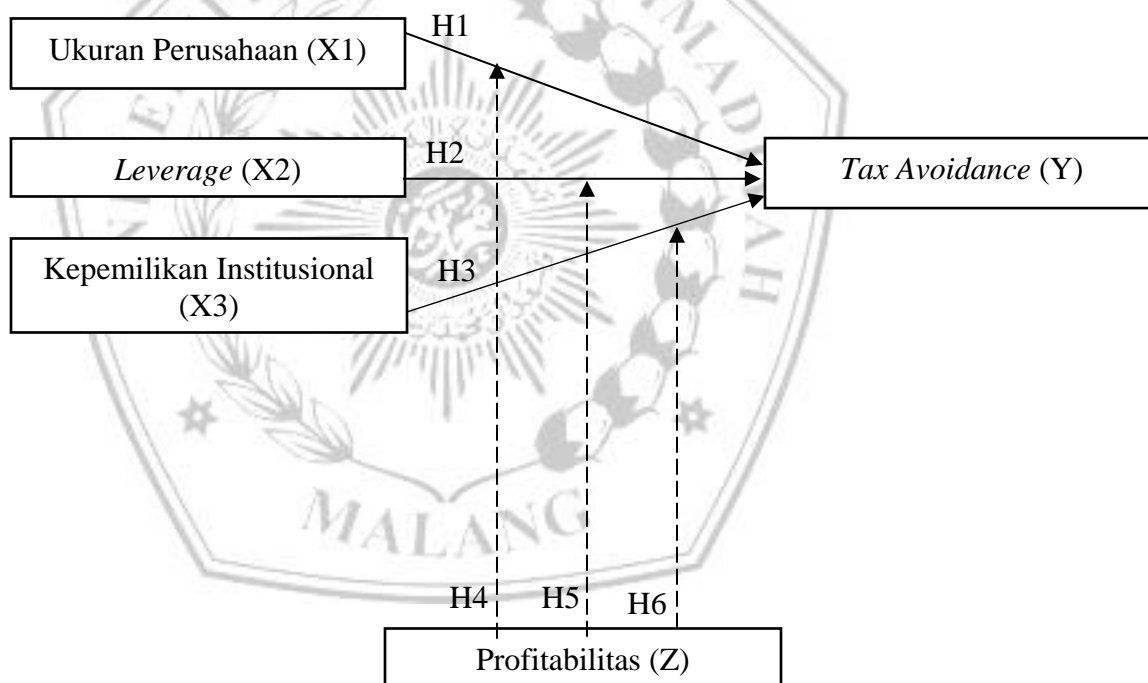 Ukuran Perusahaan (X1)
H1
Leverage (X2)
H2
Tax Avoidance (Y)
Kepemilikan Institusional
(X3)
H3
MALANG
H4
H5
H6
Profitabilitas (Z)